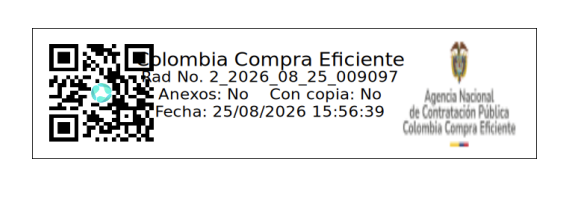 Colombia Compra Eficiente
Rad No. 2_2026_08_25_009097
Anexos: No Con copia: No
Fecha: 25/08/2026 15:56:39
Agencia Nacional
de Contratación Pública
Colombia Compra Eficiente